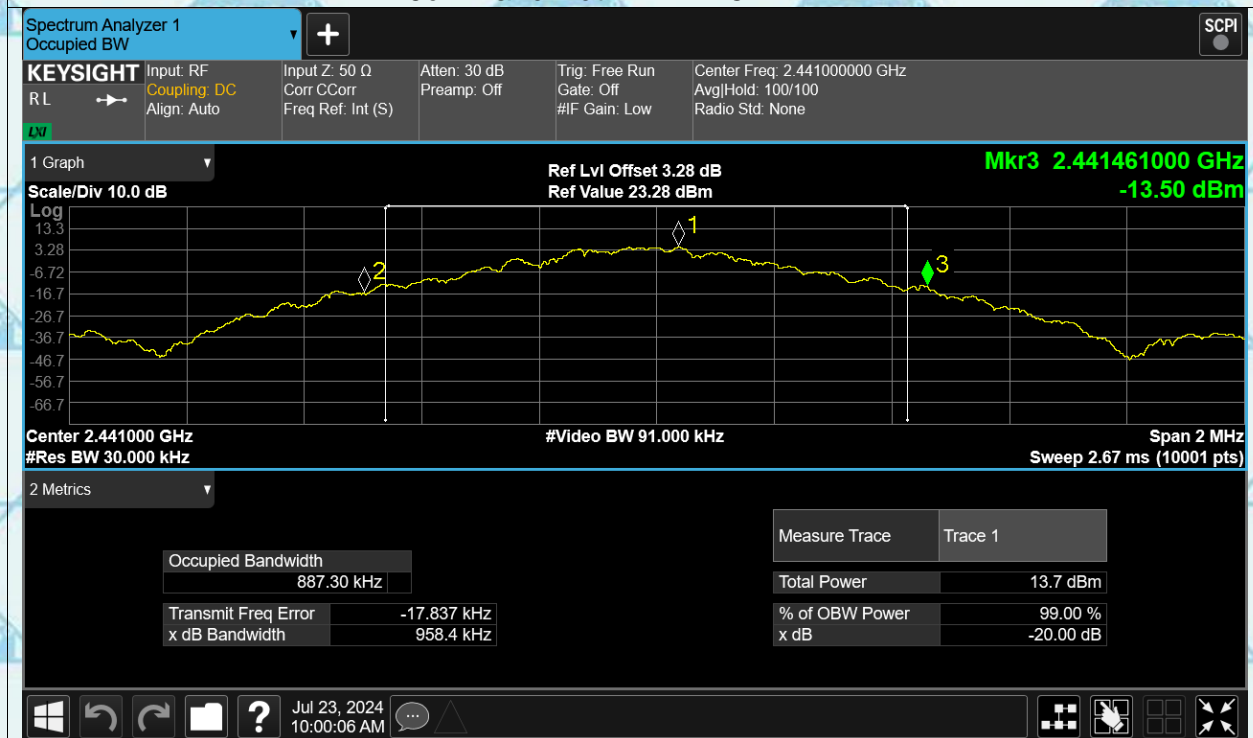 Spectrum Analyzer 1
Occupied BW
▼
+
SCPI
KEYSIGHT
RL
LXI
Input: RF
Coupling: DC
Align: Auto
Input Z: 50 Ω
Corr CCorr
Freq Ref: Int (S)
Atten: 30 dB
Preamp: Off
Trig: Free Run
Gate: Off
#IF Gain: Low
Center Freq: 2.441000000 GHz
Avg|Hold: 100/100
Radio Std: None
1 Graph
▼
Scale/Div 10.0 dB
Ref Lvl Offset 3.28 dB
Ref Value 23.28 dBm
Mkr3 2.441461000 GHz
-13.50 dBm
Log
13.3
3.28
-6.72
-16.7
-26.7
-36.7
-46.7
-56.7
-66.7
1
2
3
Center 2.441000 GHz
#Video BW 91.000 kHz
Span 2 MHz
#Res BW 30.000 kHz
Sweep 2.67 ms (10001 pts)
2 Metrics
▼
Occupied Bandwidth
887.30 kHz
Transmit Freq Error -17.837 kHz
x dB Bandwidth 958.4 kHz
Measure Trace Trace 1
Total Power 13.7 dBm
% of OBW Power 99.00 %
x dB -20.00 dB
?
Jul 23, 2024
10:00:06 AM